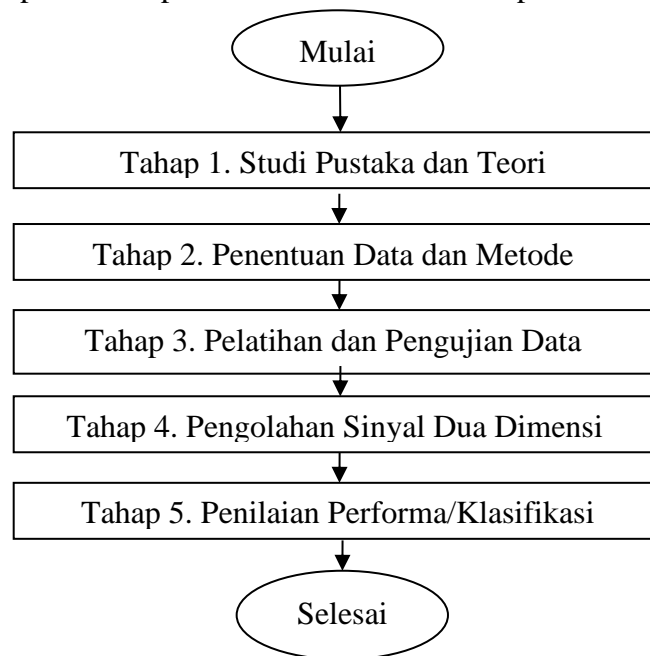 Mulai
Tahap 1. Studi Pustaka dan Teori
Tahap 2. Penentuan Data dan Metode
Tahap 3. Pelatihan dan Pengujian Data
Tahap 4. Pengolahan Sinyal Dua Dimensi
Tahap 5. Penilaian Performa/Klasifikasi
Selesai